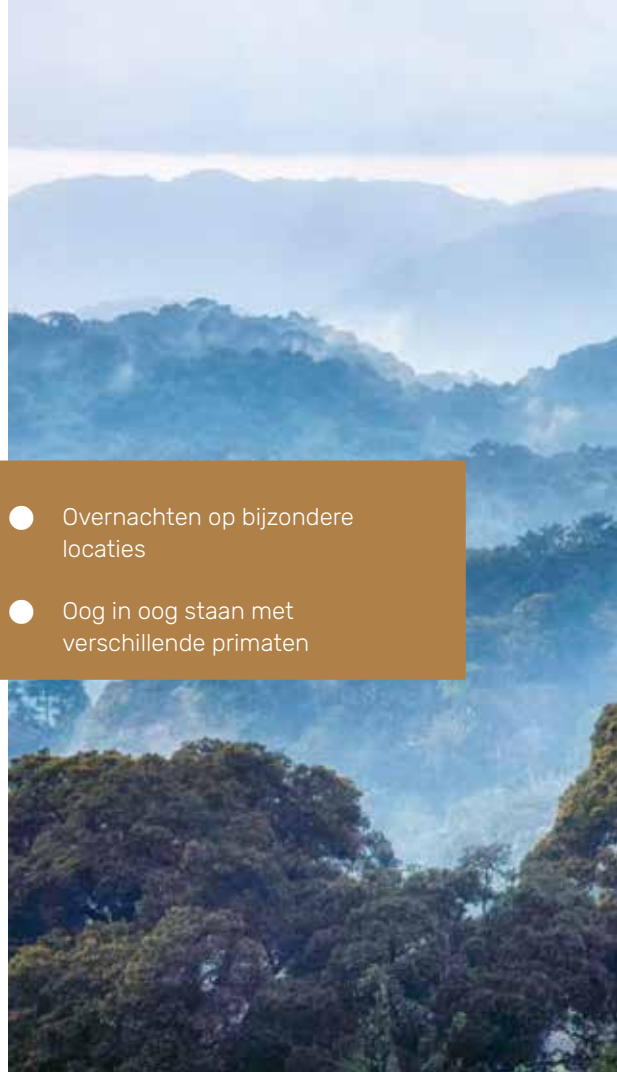 Overnachten op bijzondere
locaties
Oog in oog staan met
verschillende primaten